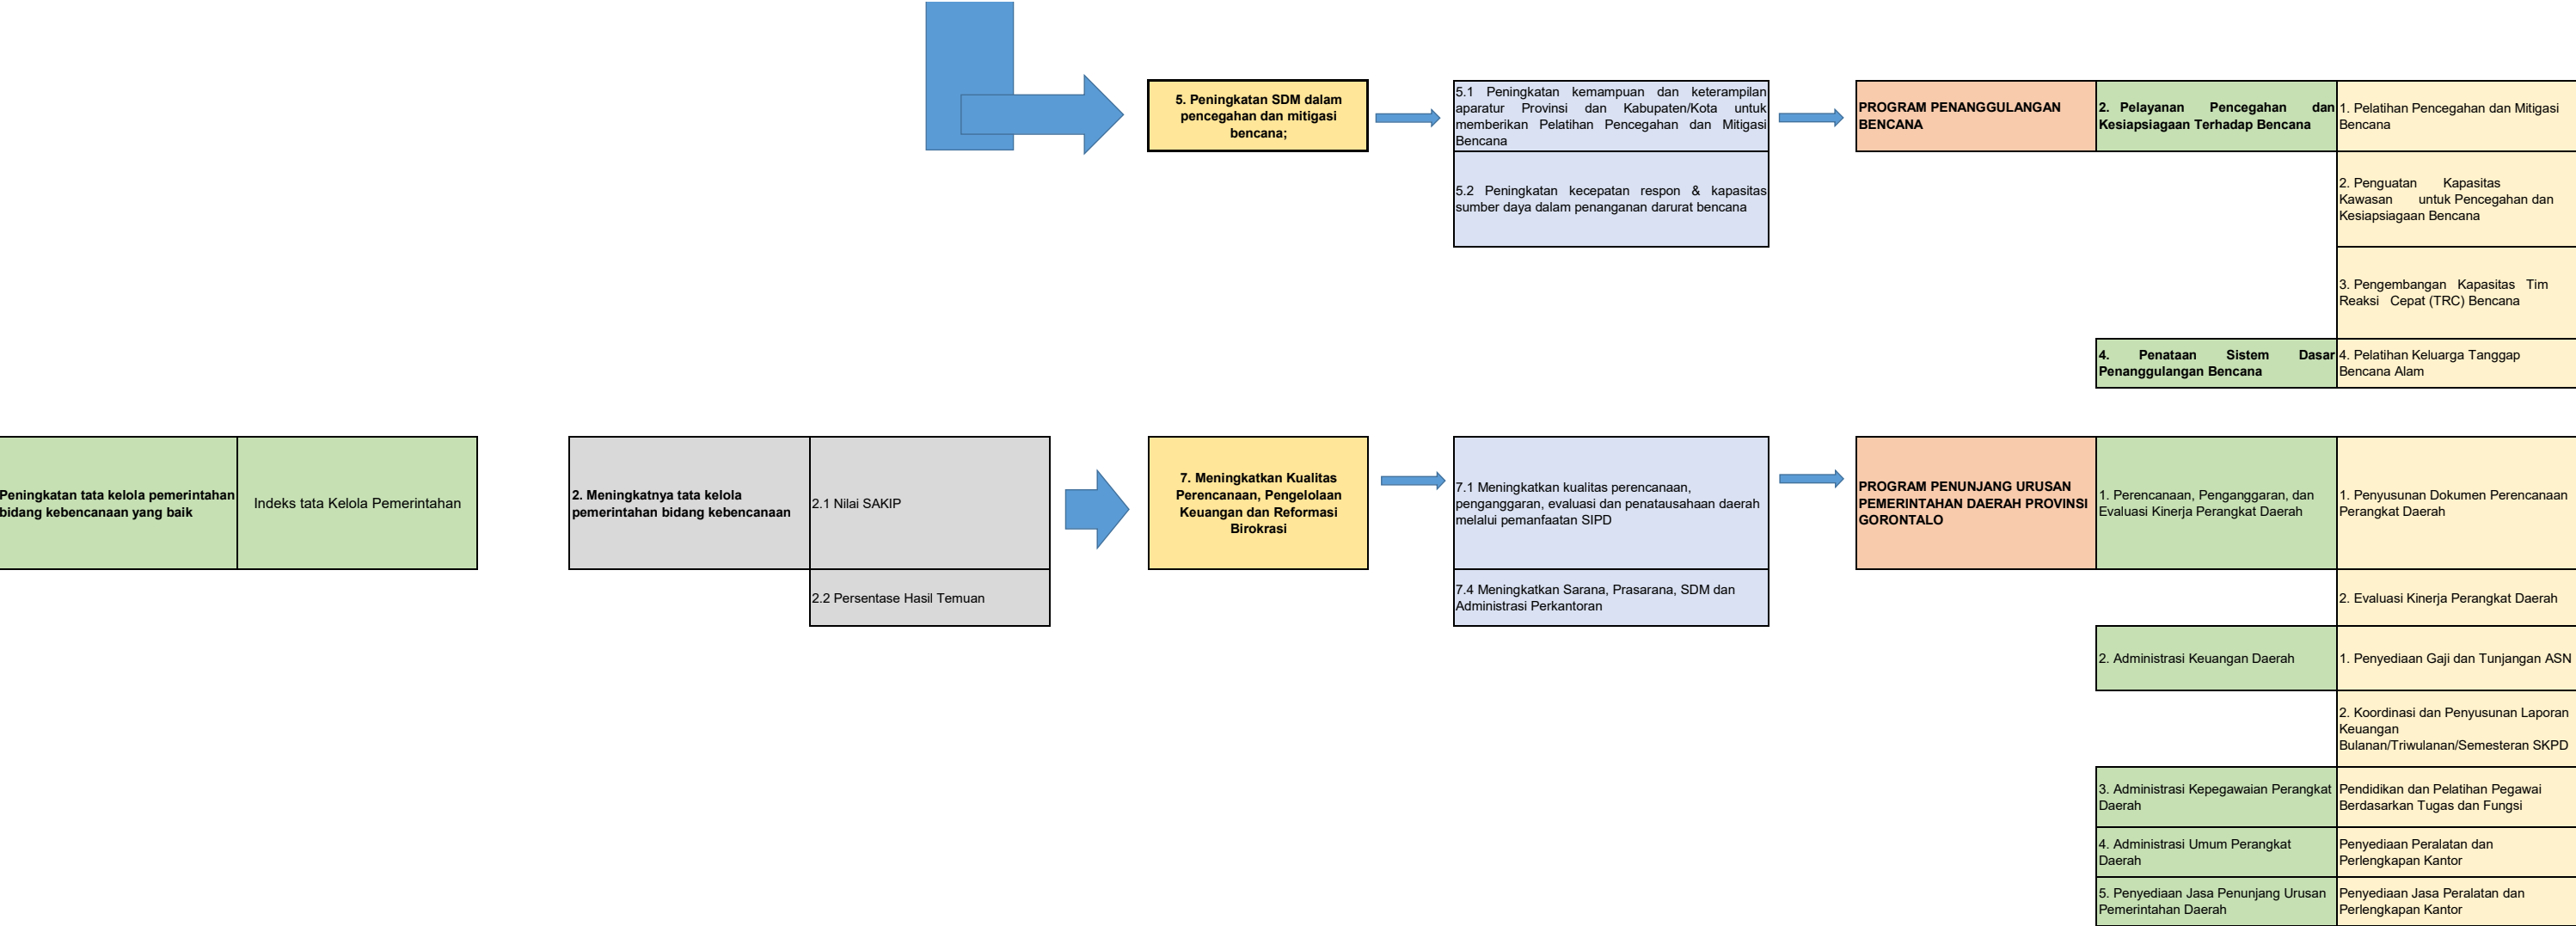 5. Peningkatan SDM dalam
pencegahan dan mitigasi
bencana;
5.1 Peningkatan kemampuan dan keterampilan
aparatur Provinsi dan Kabupaten/Kota untuk
memberikan Pelatihan Pencegahan dan Mitigasi
Bencana
PROGRAM PENANGGULANGAN
BENCANA
2. Pelayanan Pencegahan dan
Kesiapsiagaan Terhadap Bencana
1. Pelatihan Pencegahan dan Mitigasi
Bencana
5.2 Peningkatan kecepatan respon & kapasitas
sumber daya dalam penanganan darurat bencana
2. Penguatan Kapasitas
Kawasan untuk Pencegahan dan
Kesiapsiagaan Bencana
3. Pengembangan Kapasitas Tim
Reaksi Cepat (TRC) Bencana
4. Penataan Sistem Dasar
Penanggulangan Bencana
4. Pelatihan Keluarga Tanggap
Bencana Alam
Peningkatan tata kelola pemerintahan
bidang kebencanaan yang baik
Indeks tata Kelola Pemerintahan
2. Meningkatnya tata kelola
pemerintahan bidang kebencanaan
2.1 Nilai SAKIP
7. Meningkatkan Kualitas
Perencanaan, Pengelolaan
Keuangan dan Reformasi
Birokrasi
7.1 Meningkatkan kualitas perencanaan,
penganggaran, evaluasi dan penatausahaan daerah
melalui pemanfaatan SIPD
PROGRAM PENUNJANG URUSAN
PEMERINTAHAN DAERAH PROVINSI
GORONTALO
1. Perencanaan, Penganggaran, dan
Evaluasi Kinerja Perangkat Daerah
1. Penyusunan Dokumen Perencanaan
Perangkat Daerah
2.2 Persentase Hasil Temuan
7.4 Meningkatkan Sarana, Prasarana, SDM dan
Administrasi Perkantoran
2. Evaluasi Kinerja Perangkat Daerah
2. Administrasi Keuangan Daerah
1. Penyediaan Gaji dan Tunjangan ASN
2. Koordinasi dan Penyusunan Laporan
Keuangan
Bulanan/Triwulanan/Semesteran SKPD
3. Administrasi Kepegawaian Perangkat
Daerah
Pendidikan dan Pelatihan Pegawai
Berdasarkan Tugas dan Fungsi
4. Administrasi Umum Perangkat
Daerah
Penyediaan Peralatan dan
Perlengkapan Kantor
5. Penyediaan Jasa Penunjang Urusan
Pemerintahan Daerah
Penyediaan Jasa Peralatan dan
Perlengkapan Kantor